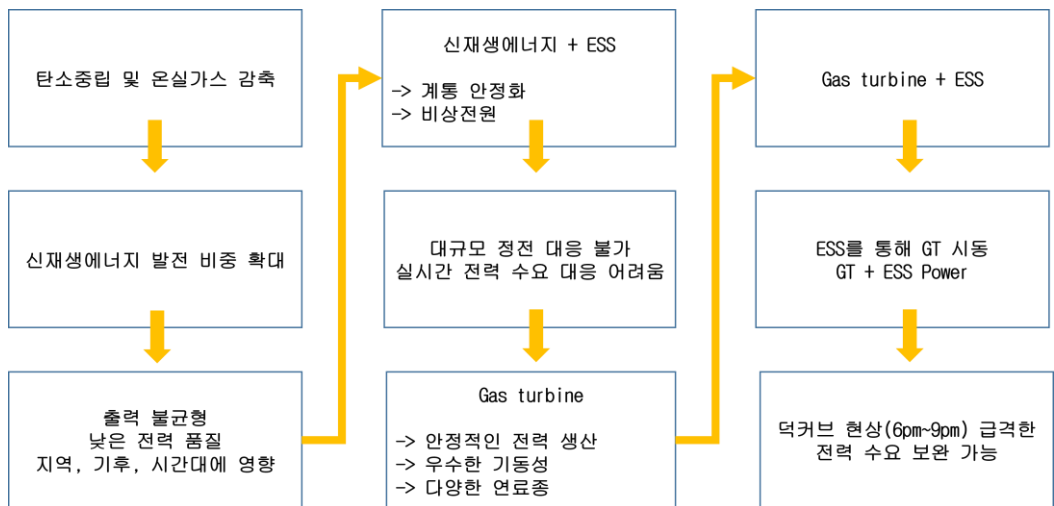 탄소중립 및 온실가스 감축
신재생에너지 발전 비중 확대
출력 불균형
낮은 전력 품질
지역, 기후, 시간대에 영향
신재생에너지 + ESS
-> 계통 안정화
-> 비상전원
대규모 정전 대응 불가
실시간 전력 수요 대응 어려움
Gas turbine
-> 안정적인 전력 생산
-> 우수한 기동성
-> 다양한 연료종
Gas turbine + ESS
ESS를 통해 GT 시동
GT + ESS Power
덕커브 현상(6pm~9pm) 급격한
전력 수요 보완 가능